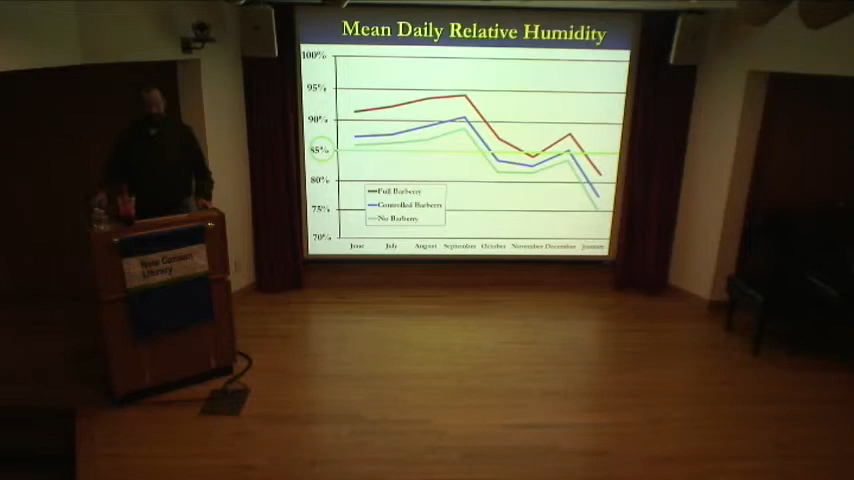 Mean Daily Relative Humidity
100%
95%
90%
85%
80%
75%
70%
Full Barberry
Controlled Barberry
No Barberry
June July August September October November December January
New Canaan
Library